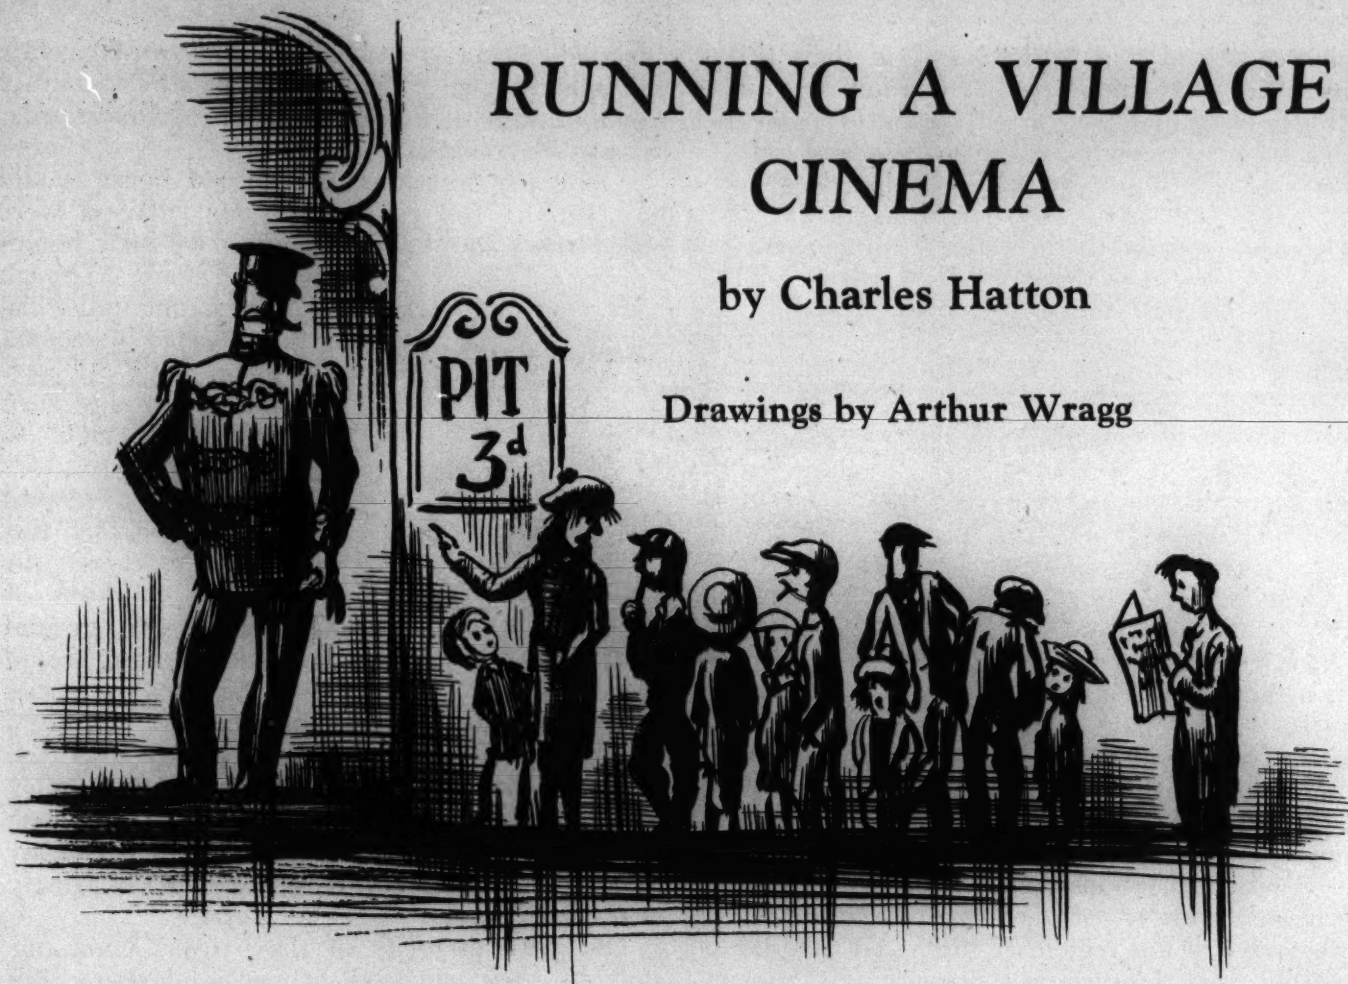 RUNNING A VILLAGE
CINEMA
by Charles Hatton
Drawings by Arthur Wragg
PIT
3d